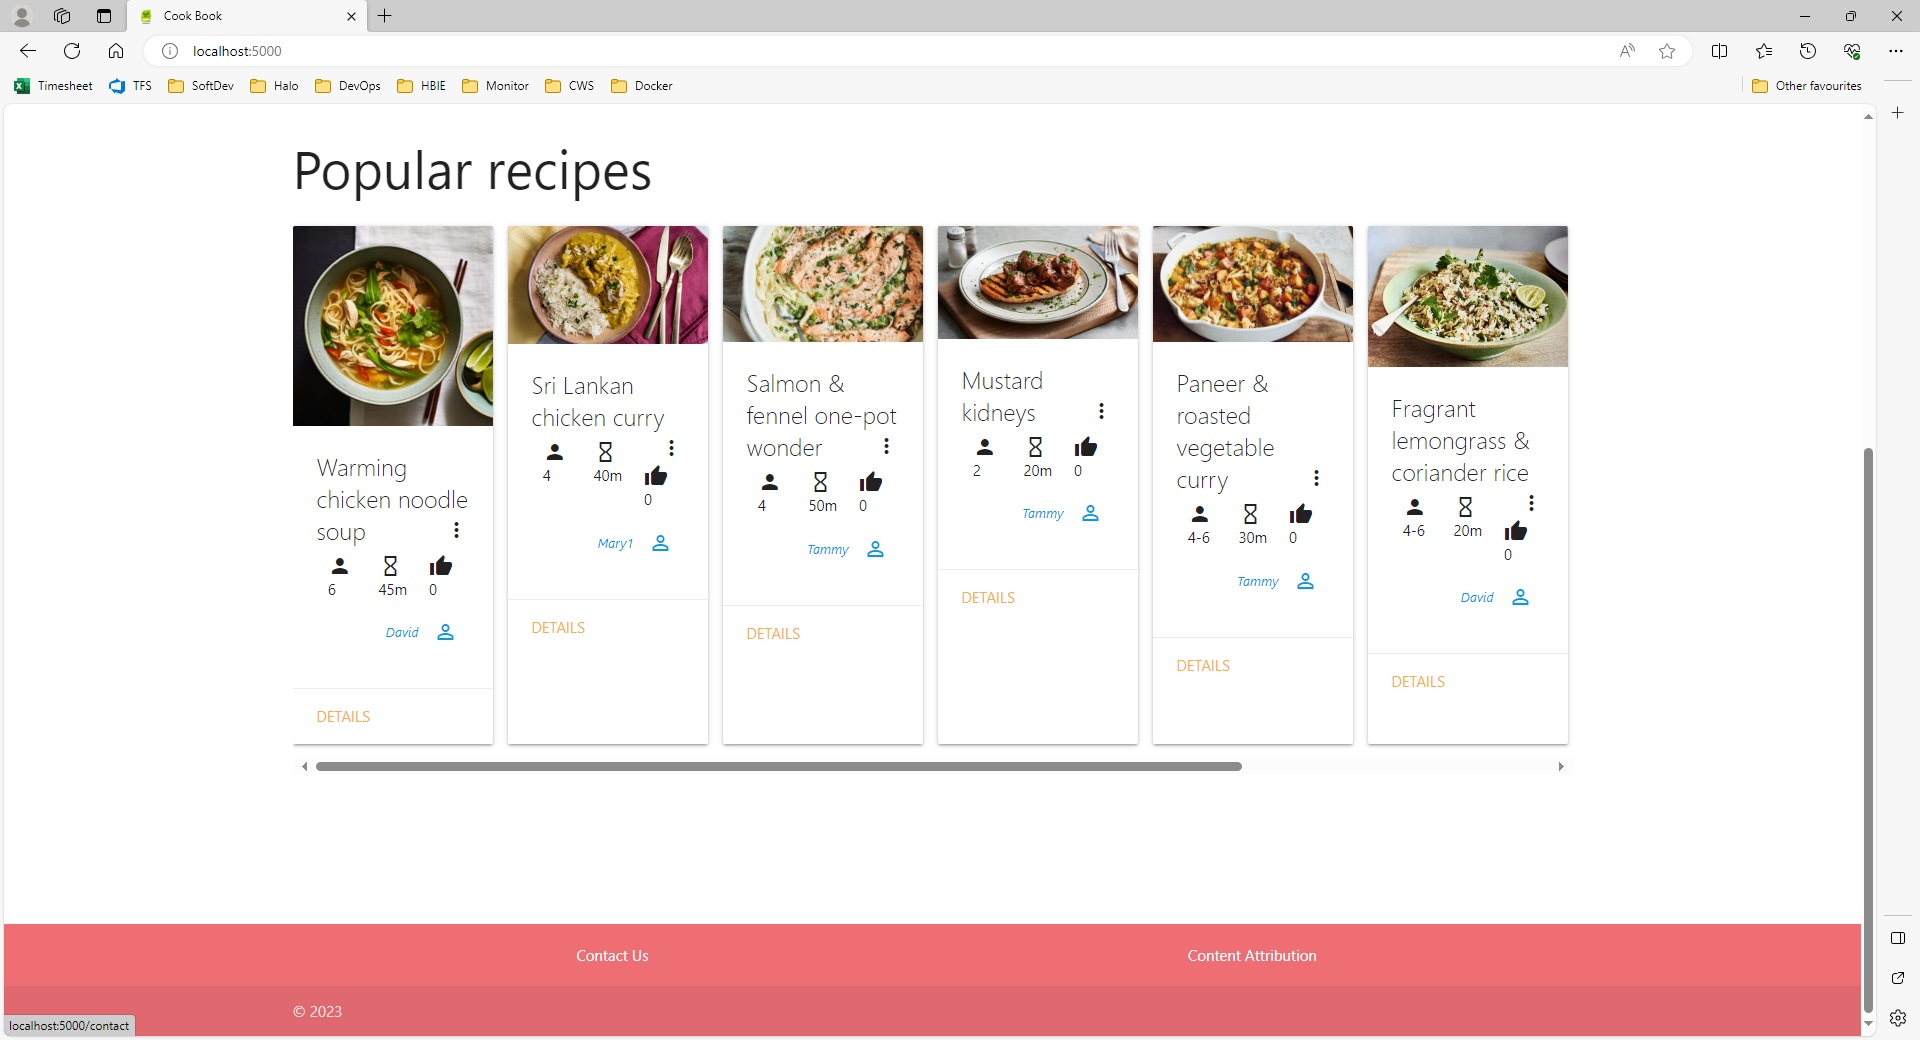 Cook Book
localhost:5000
Timesheet TFS SoftDev Halo DevOps HBIE Monitor CWS Docker Other favourites
Popular recipes
Warming
chicken noodle
soup
6 45m 0
David
DETAILS
Sri Lankan
chicken curry
4 40m
0
Mary1
DETAILS
Salmon &
fennel one-pot
wonder
4 50m 0
Tammy
DETAILS
Mustard
kidneys
2 20m 0
Tammy
DETAILS
Paneer &
roasted
vegetable
curry
4-6 30m 0
Tammy
DETAILS
Fragrant
lemongrass &
coriander rice
4-6 20m
0
David
DETAILS
Contact Us Content Attribution
© 2023
localhost:5000/contact